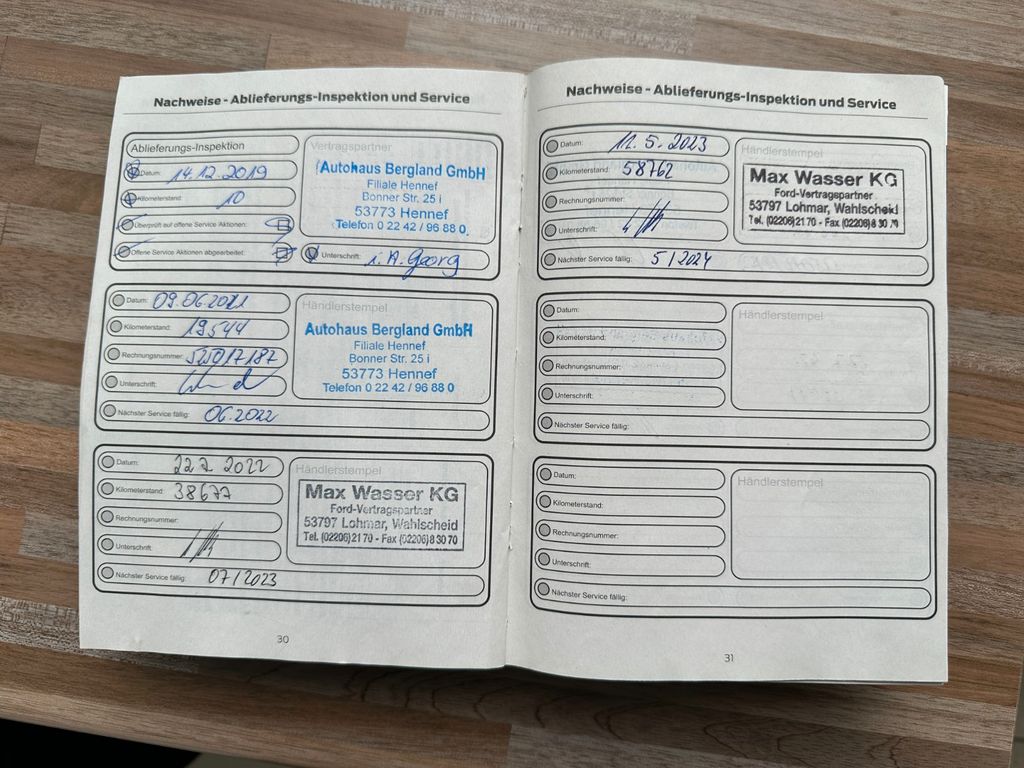 Nachweise - Ablieferungs-Inspektion und Service
Ablieferungs-Inspektion
Datum: 14.12.2019
Kilometerstand: 10
Überprüft auf offene Service Aktionen:
Offene Service Aktionen abgearbeitet:
Vertragspartner
Autohaus Bergland GmbH
Filiale Hennef
Bonner Str. 25 i
53773 Hennef
Telefon 0 22 42 / 96 88 0
Unterschrift: i. A. Georg
Datum: 09.06.2021
Kilometerstand: 19544
Rechnungsnummer: 52017187
Unterschrift:
Nächster Service fällig: 06.2022
Händlerstempel
Autohaus Bergland GmbH
Filiale Hennef
Bonner Str. 25 i
53773 Hennef
Telefon 0 22 42 / 96 88 0
Datum: 22 7 2022
Kilometerstand: 38677
Rechnungsnummer:
Unterschrift:
Nächster Service fällig: 07/2023
Händlerstempel
Max Wasser KG
Ford-Vertragspartner
53797 Lohmar, Wahlscheid
Tel. (02206) 21 70 - Fax (02206) 8 30 70
30
Nachweise - Ablieferungs-Inspektion und Service
Datum: 11.5.2023
Kilometerstand: 58762
Rechnungsnummer:
Unterschrift:
Nächster Service fällig: 5/2024
Händlerstempel
Max Wasser KG
Ford-Vertragspartner
53797 Lohmar, Wahlscheid
Tel. (02206) 21 70 - Fax (02206) 8 30 70
Datum:
Kilometerstand:
Rechnungsnummer:
Unterschrift:
Nächster Service fällig:
Händlerstempel
Datum:
Kilometerstand:
Rechnungsnummer:
Unterschrift:
Nächster Service fällig:
Händlerstempel
31